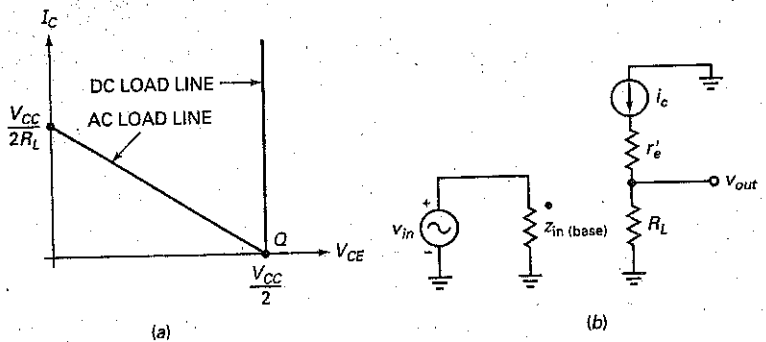 I_C
DC LOAD LINE
AC LOAD LINE
V_CC
2R_L
Q
V_CE
V_CC
2
(a)
i_c
r'_e
v_out
R_L
v_in
+
-
z_in (base)
(b)